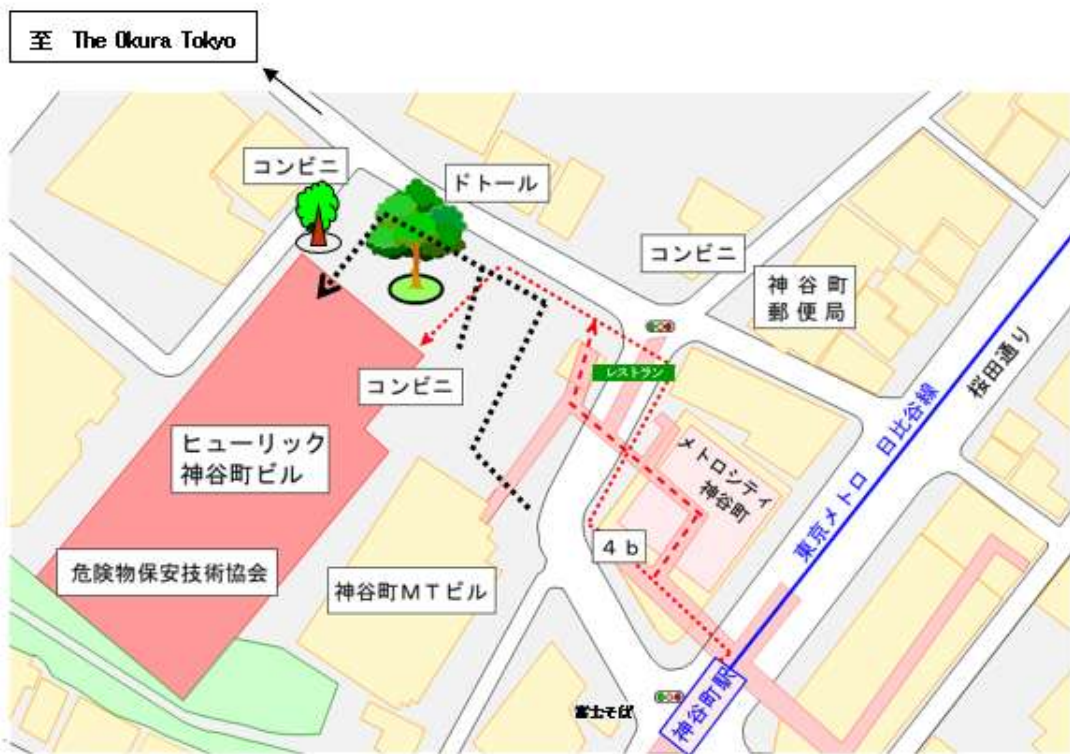 至 The Okura Tokyo
コンビニ
ドトール
コンビニ
神谷町
郵便局
桜田通り
レストラン
コンビニ
東京メトロ 日比谷線
ヒューリック
神谷町ビル
メトロシティ
神谷町
4b
危険物保安技術協会
神谷町MTビル
神谷町駅
富士そば